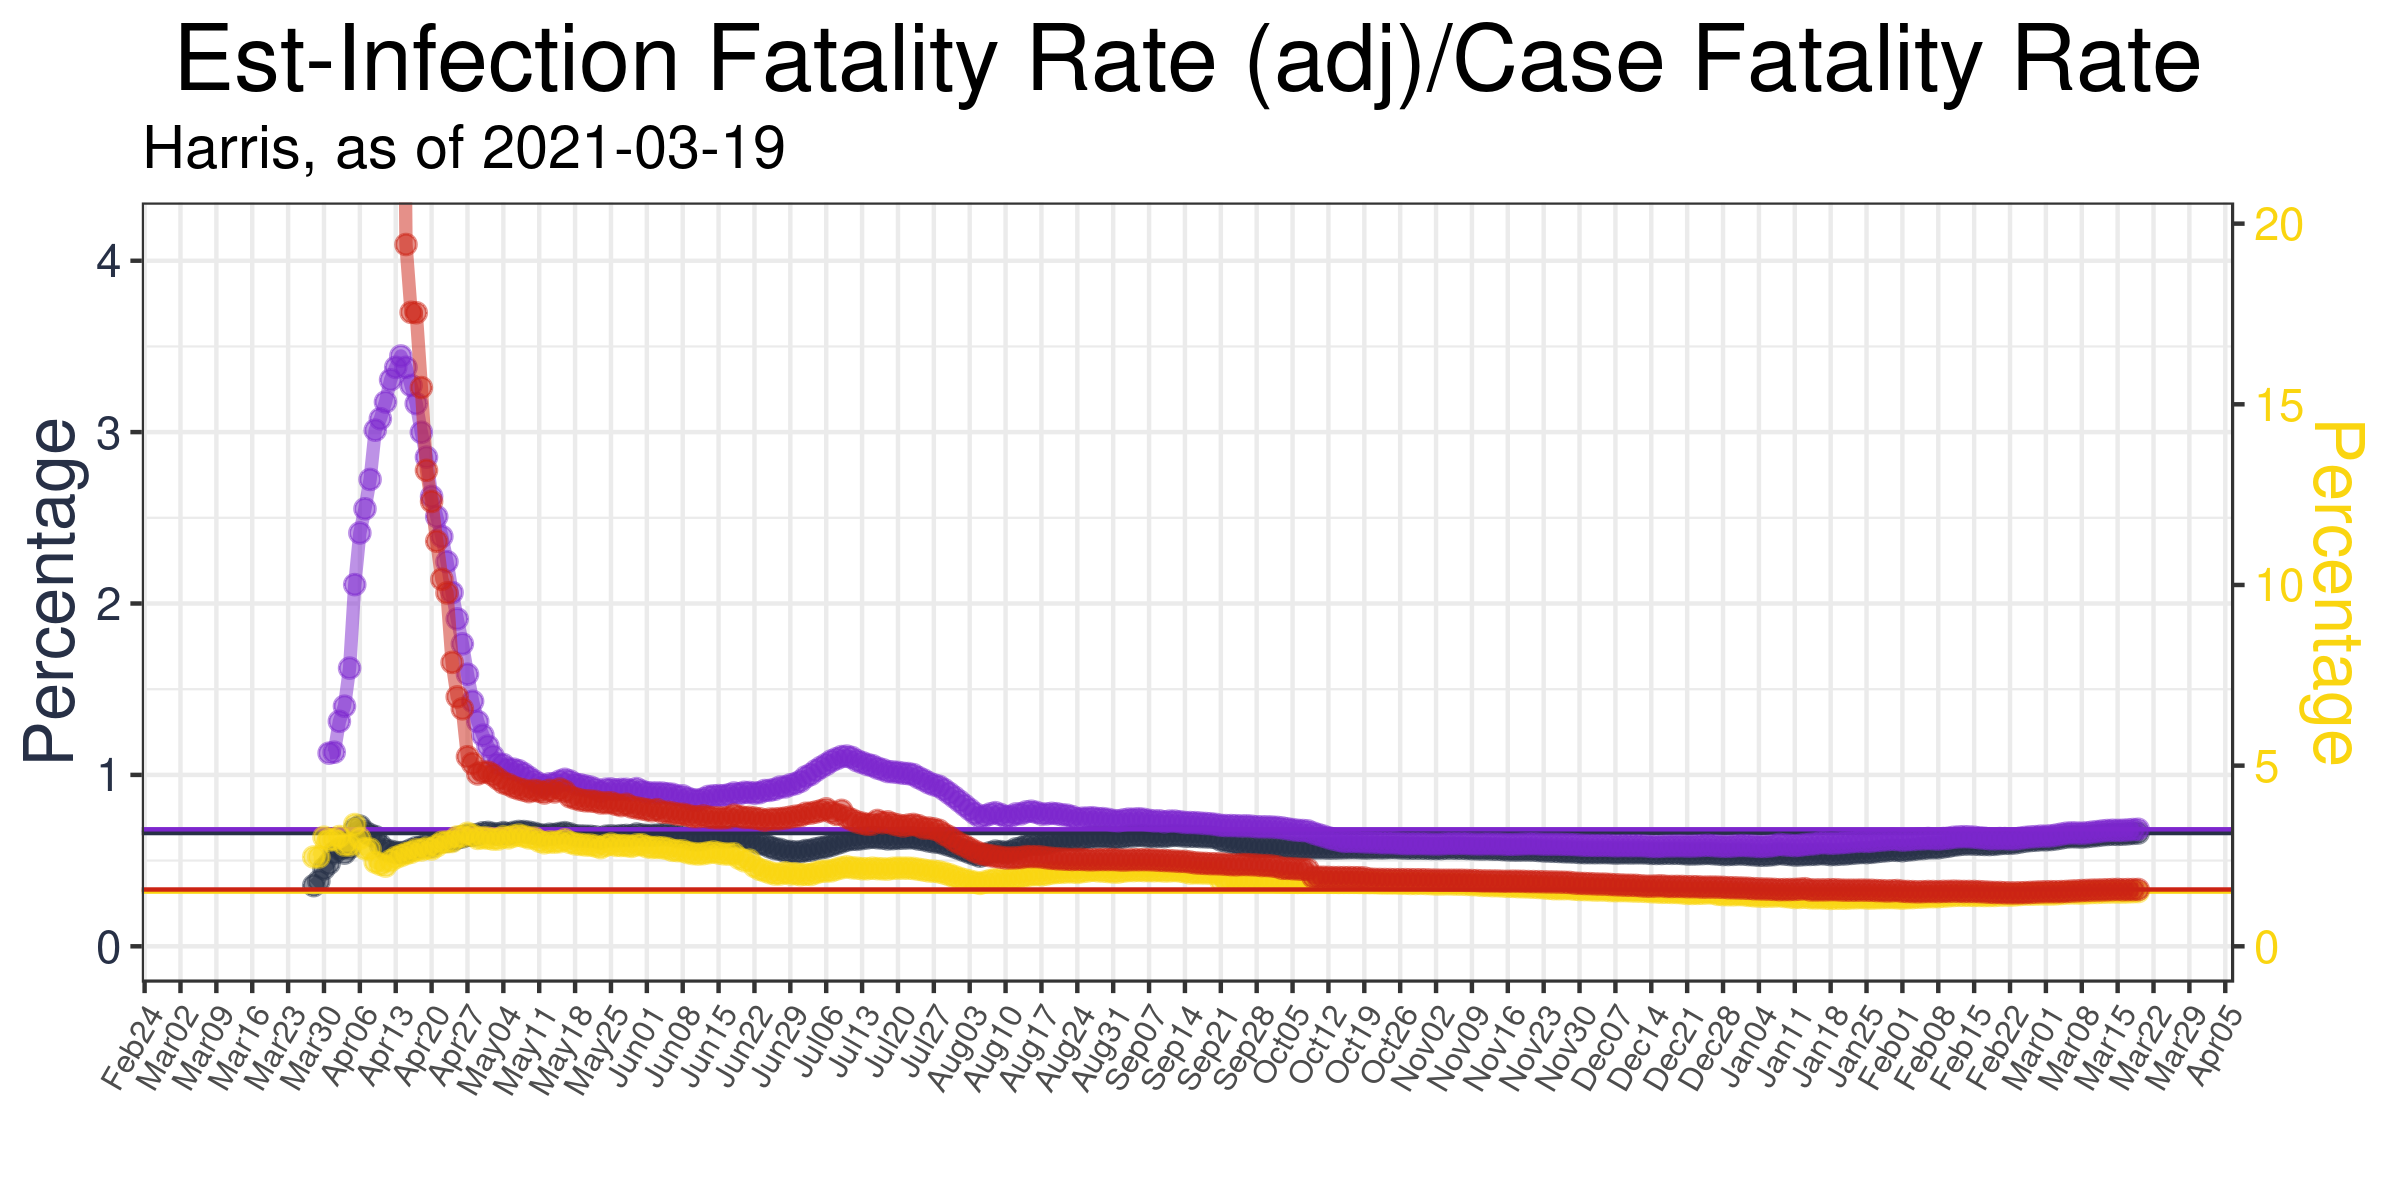 Est-Infection Fatality Rate (adj)/Case Fatality Rate
Harris, as of 2021-03-19
Percentage
4
3
2
1
0
20
15
10
5
0
Percentage
Feb24
Mar02
Mar09
Mar16
Mar23
Mar30
Apr06
Apr13
Apr20
Apr27
May04
May11
May18
May25
Jun01
Jun08
Jun15
Jun22
Jun29
Jul06
Jul13
Jul20
Jul27
Aug03
Aug10
Aug17
Aug24
Aug31
Sep07
Sep14
Sep21
Sep28
Oct05
Oct12
Oct19
Oct26
Nov02
Nov09
Nov16
Nov23
Nov30
Dec07
Dec14
Dec21
Dec28
Jan04
Jan11
Jan18
Jan25
Feb01
Feb08
Feb15
Feb22
Mar01
Mar08
Mar15
Mar22
Mar29
Apr05